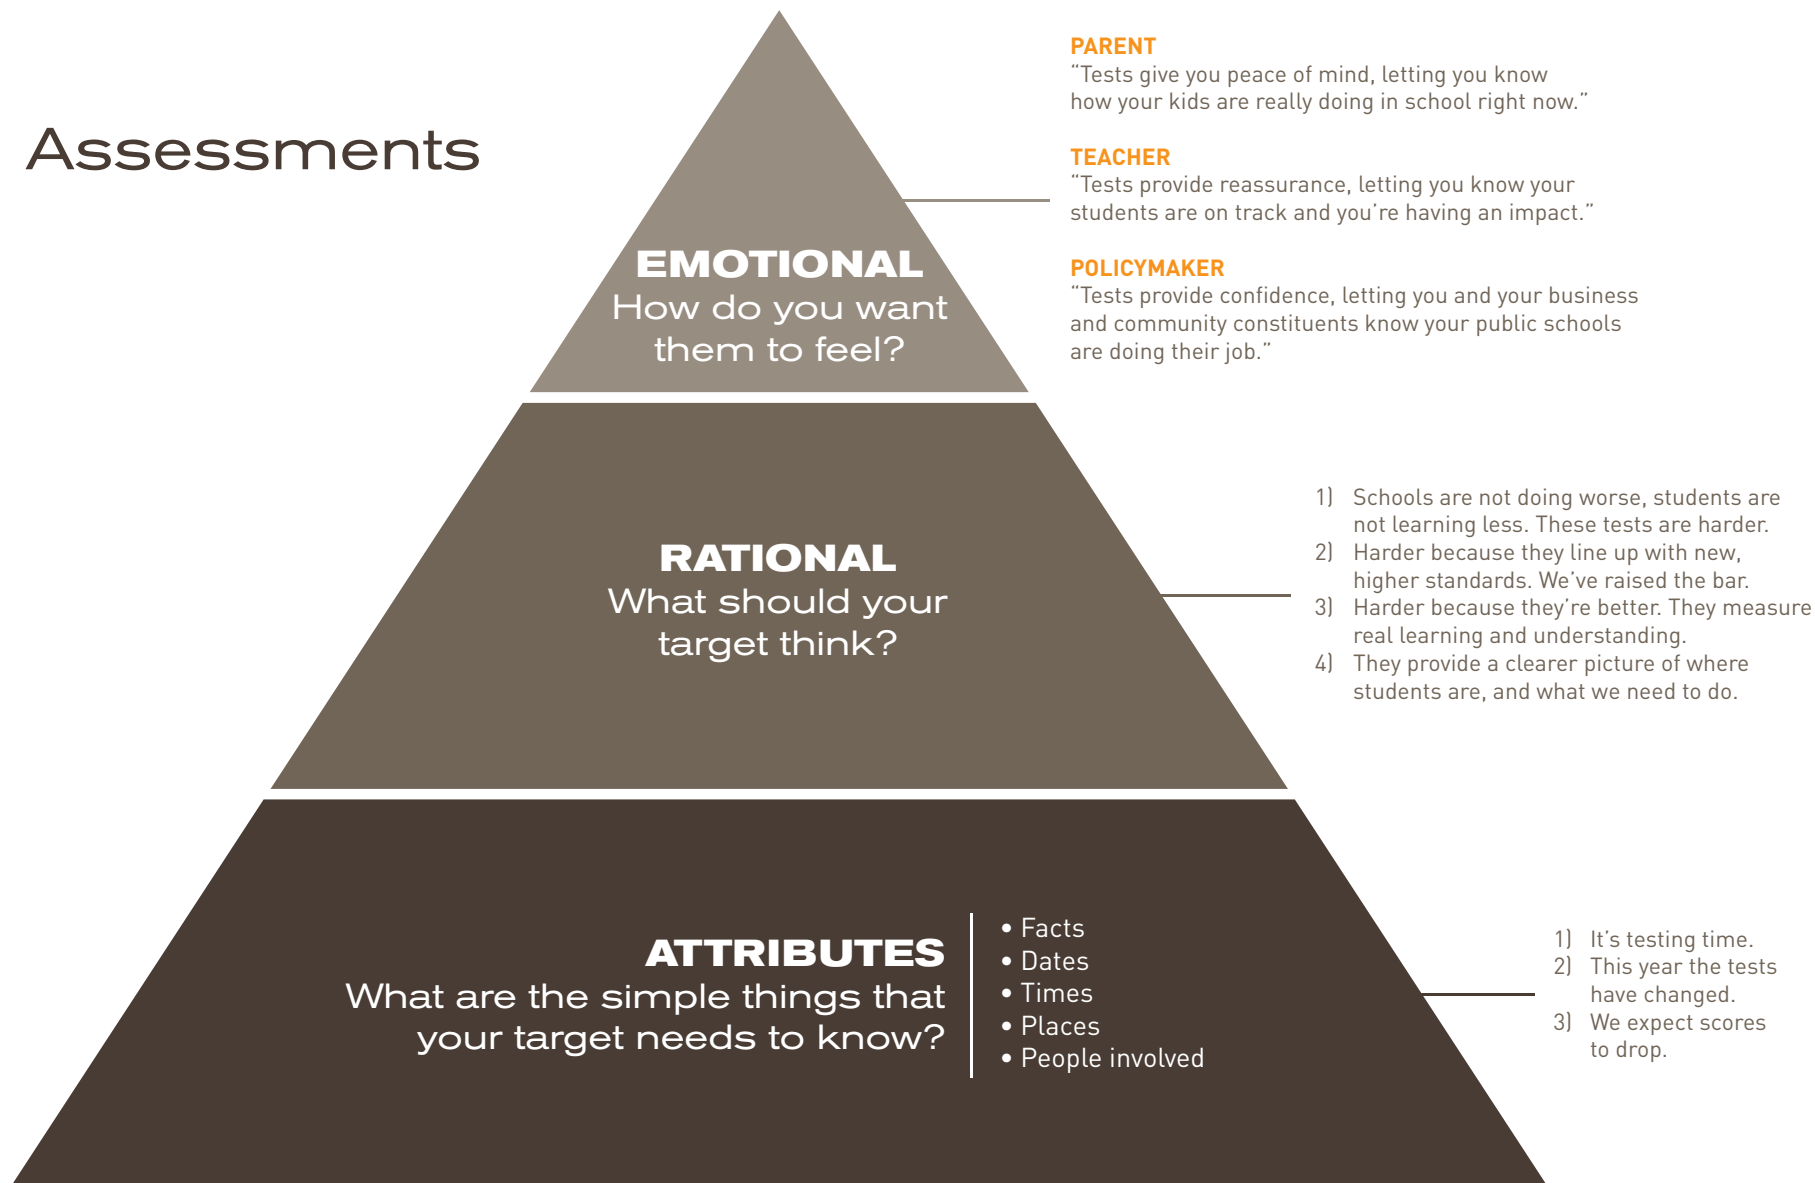 Assessments
PARENT
“Tests give you peace of mind, letting you know
how your kids are really doing in school right now.”
TEACHER
“Tests provide reassurance, letting you know your
students are on track and you’re having an impact.”
POLICYMAKER
“Tests provide confidence, letting you and your business
and community constituents know your public schools
are doing their job.”
EMOTIONAL
How do you want
them to feel?
RATIONAL
What should your
target think?
1) Schools are not doing worse, students are
not learning less. These tests are harder.
2) Harder because they line up with new,
higher standards. We’ve raised the bar.
3) Harder because they’re better. They measure
real learning and understanding.
4) They provide a clearer picture of where
students are, and what we need to do.
ATTRIBUTES
What are the simple things that
your target needs to know?
• Facts
• Dates
• Times
• Places
• People involved
1) It’s testing time.
2) This year the tests
have changed.
3) We expect scores
to drop.